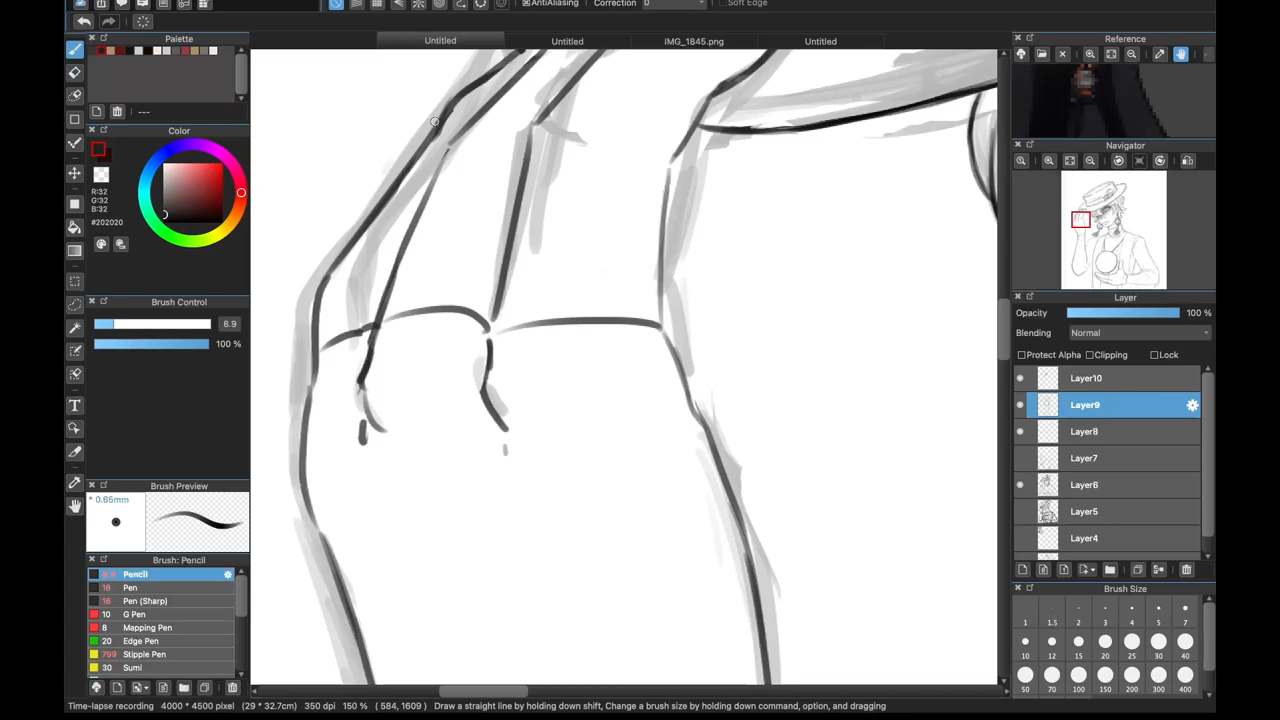 AntiAliasing Correction 0 Soft Edge
Untitled Untitled IMG_1845.png Untitled
Palette
---
Color
R:32
G:32
B:32
#202020
Brush Control
6.9
100 %
Brush Preview
* 0.65mm
Brush: Pencil
Pencil
18 Pen
16 Pen (Sharp)
10 G Pen
8 Mapping Pen
20 Edge Pen
799 Stipple Pen
30 Sumi
Reference
Navigator
Layer
Opacity 100 %
Blending Normal
Protect Alpha Clipping Lock
Layer10
Layer9
Layer8
Layer7
Layer6
Layer5
Layer4
Brush Size
1 1.5 2 3 4 5 7
10 12 15 20 25 30 40
50 70 100 150 200 300 400
Time-lapse recording 4000 * 4500 pixel (29 * 32.7cm) 350 dpi 150 % ( 584, 1609 ) Draw a straight line by holding down shift, Change a brush size by holding down command, option, and dragging